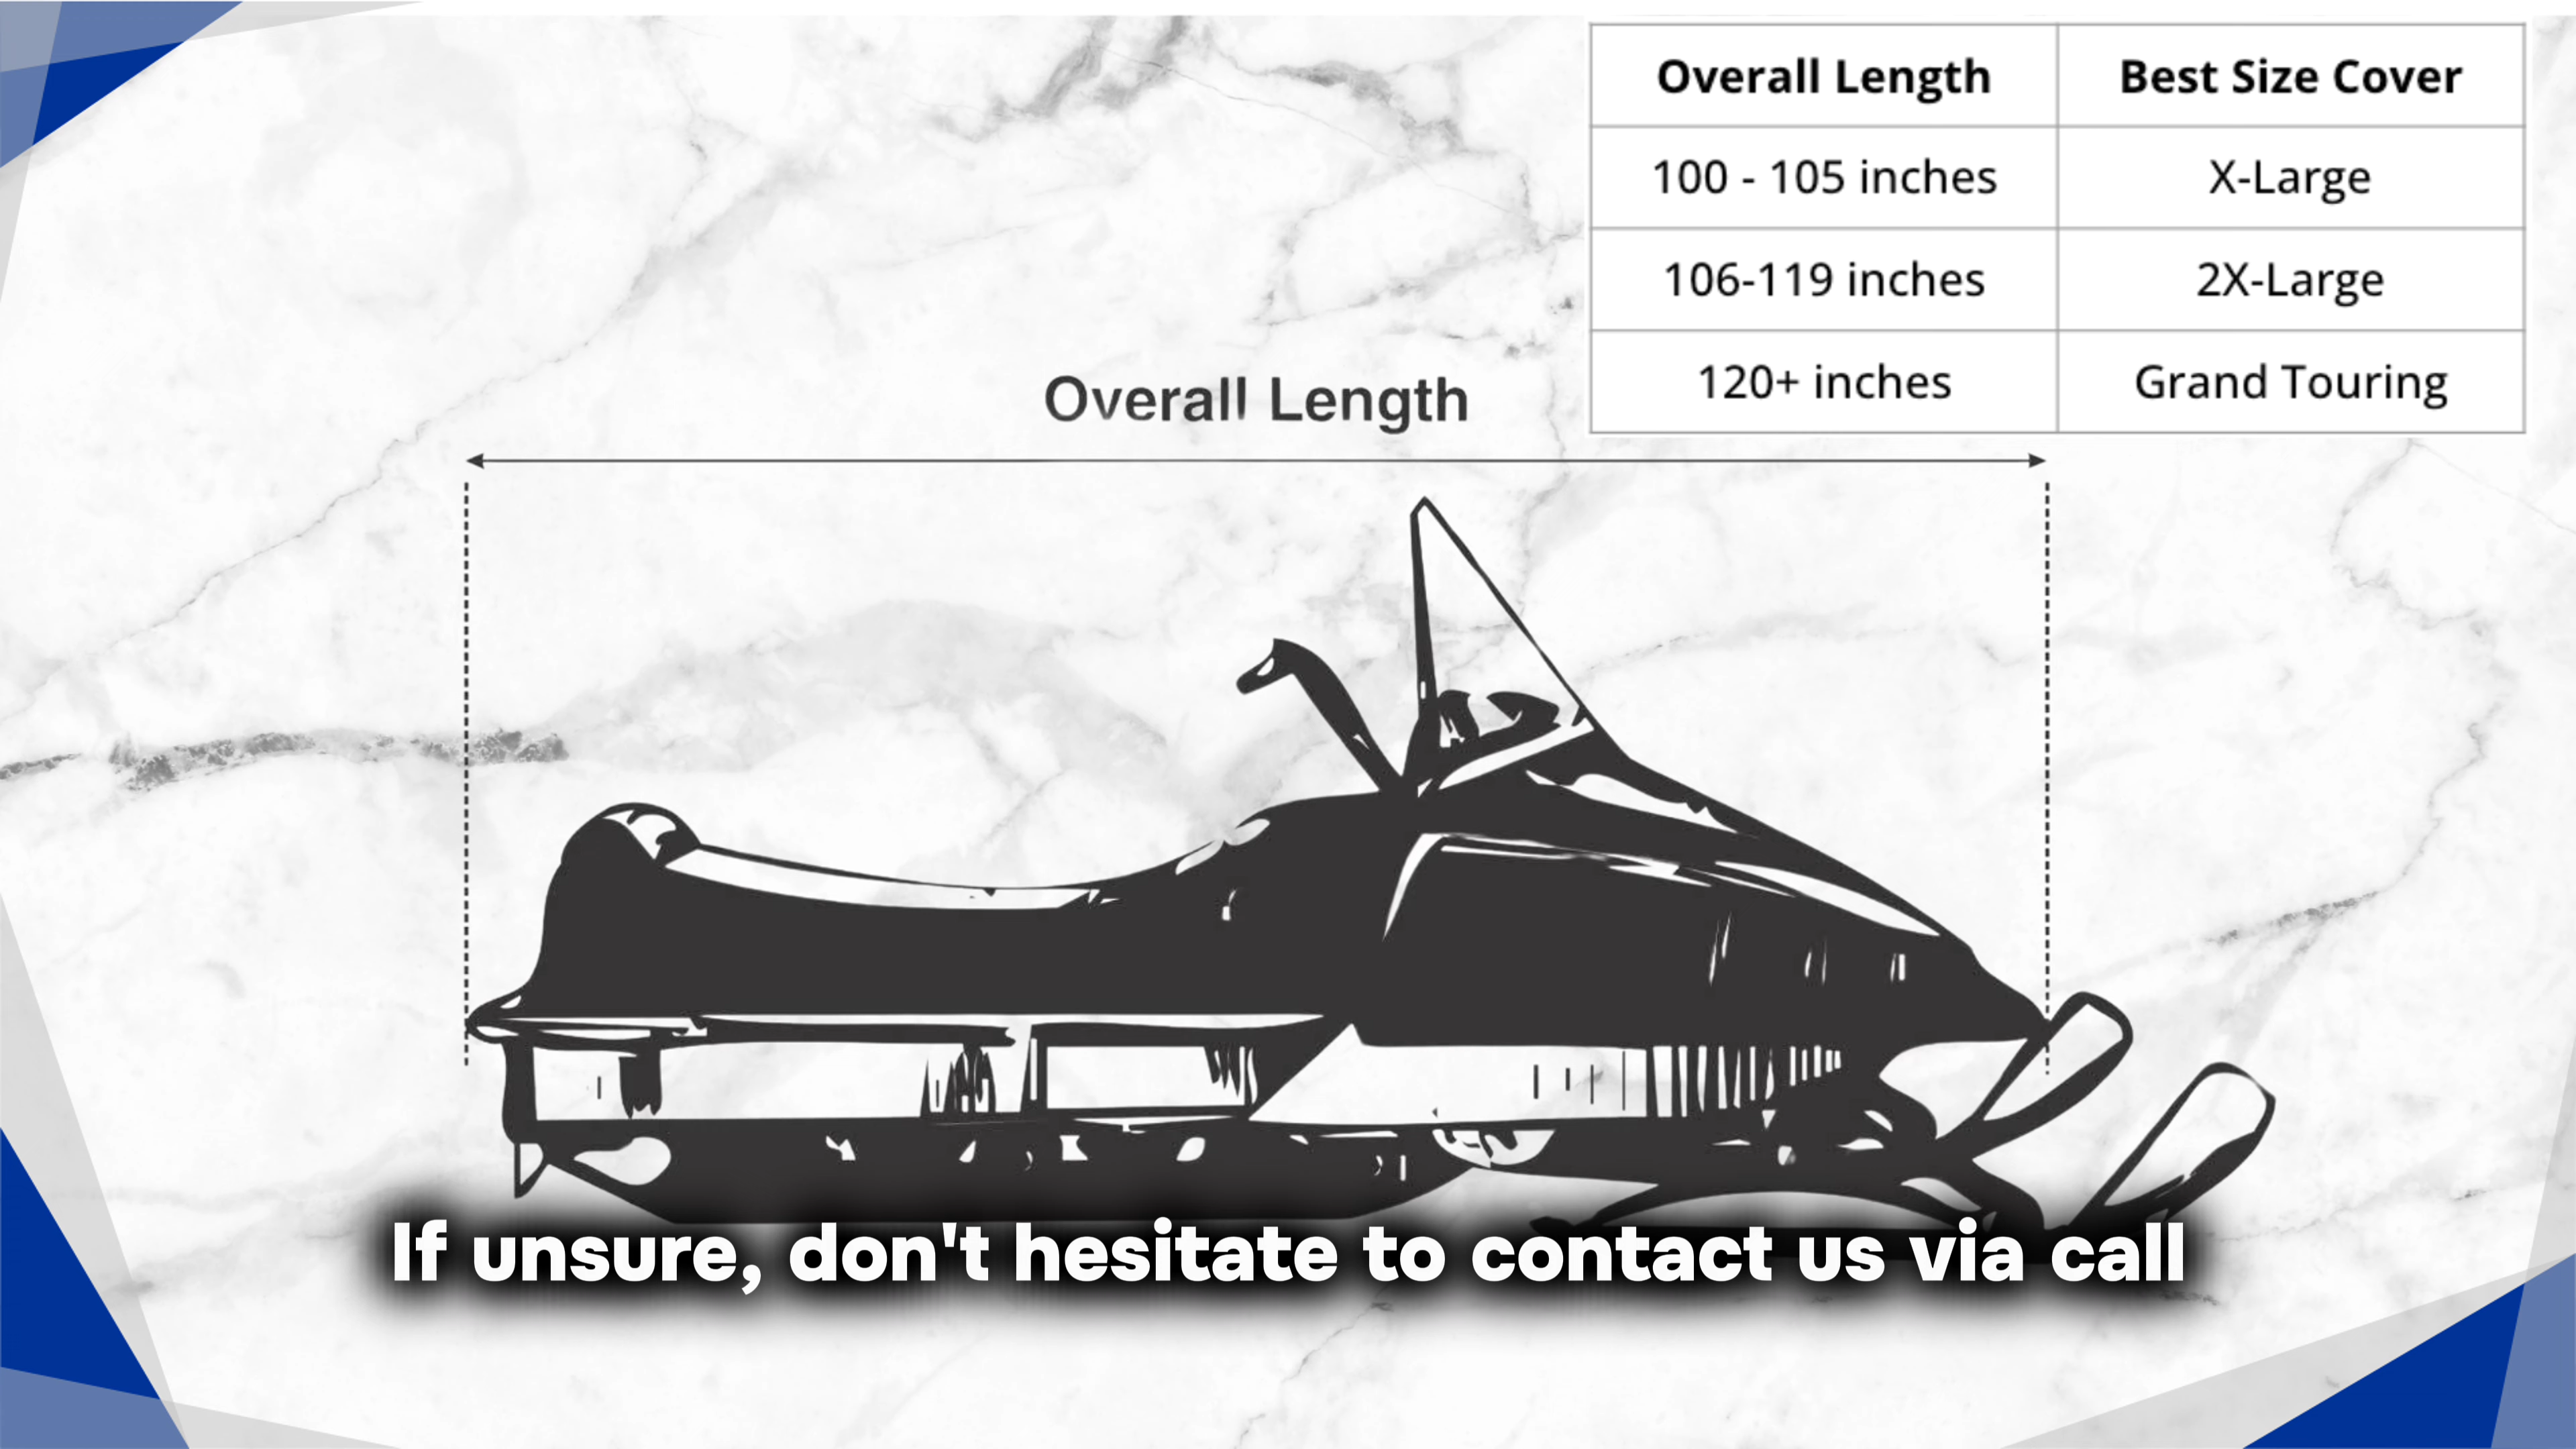 Overall Length Best Size Cover
100 - 105 inches X-Large
106-119 inches 2X-Large
120+ inches Grand Touring
Overall Length
If unsure, don't hesitate to contact us via call